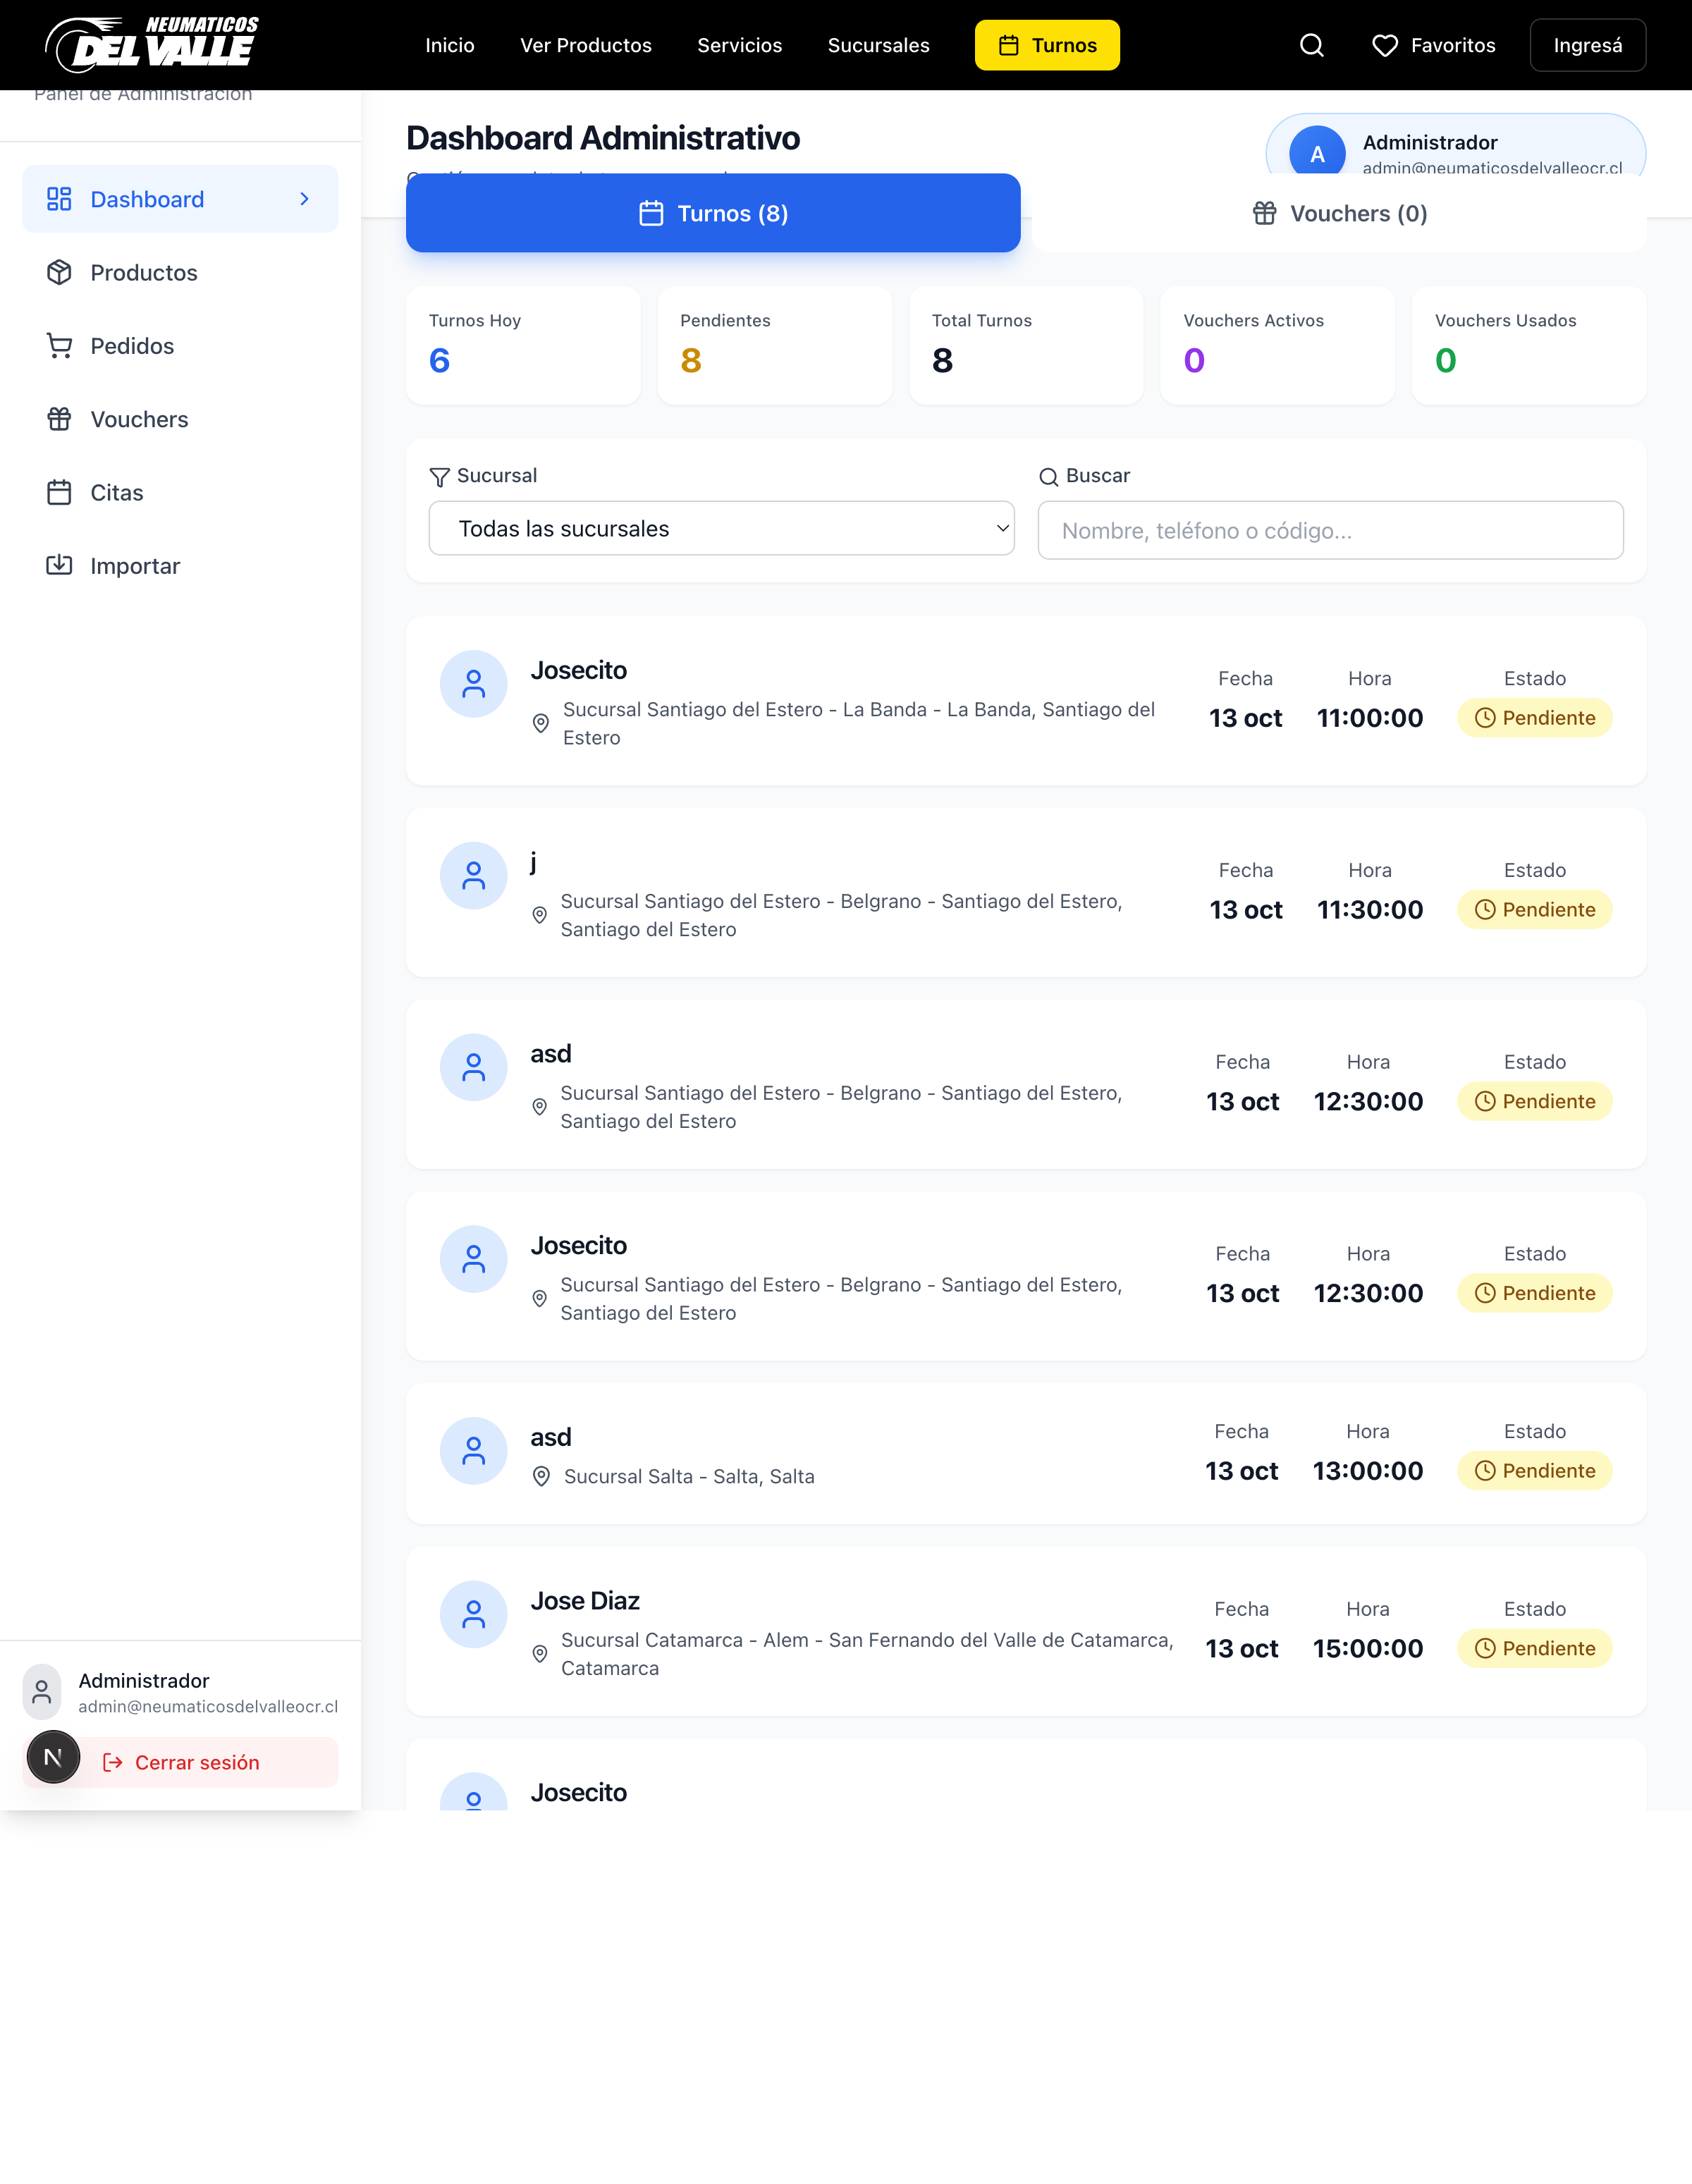 NEUMATICOS
DEL VALLE
Inicio
Ver Productos
Servicios
Sucursales
Turnos
Favoritos
Ingresá
Panel de Administración
Dashboard
Productos
Pedidos
Vouchers
Citas
Importar
Dashboard Administrativo
A
Administrador
admin@neumaticosdelvalleocr.cl
Turnos (8)
Vouchers (0)
Turnos Hoy
6
Pendientes
8
Total Turnos
8
Vouchers Activos
0
Vouchers Usados
0
Sucursal
Todas las sucursales
Buscar
Nombre, teléfono o código...
Josecito
Sucursal Santiago del Estero - La Banda - La Banda, Santiago del
Estero
Fecha
13 oct
Hora
11:00:00
Estado
Pendiente
j
Sucursal Santiago del Estero - Belgrano - Santiago del Estero,
Santiago del Estero
Fecha
13 oct
Hora
11:30:00
Estado
Pendiente
asd
Sucursal Santiago del Estero - Belgrano - Santiago del Estero,
Santiago del Estero
Fecha
13 oct
Hora
12:30:00
Estado
Pendiente
Josecito
Sucursal Santiago del Estero - Belgrano - Santiago del Estero,
Santiago del Estero
Fecha
13 oct
Hora
12:30:00
Estado
Pendiente
asd
Sucursal Salta - Salta, Salta
Fecha
13 oct
Hora
13:00:00
Estado
Pendiente
Jose Diaz
Sucursal Catamarca - Alem - San Fernando del Valle de Catamarca,
Catamarca
Fecha
13 oct
Hora
15:00:00
Estado
Pendiente
Josecito
Administrador
admin@neumaticosdelvalleocr.cl
N
Cerrar sesión